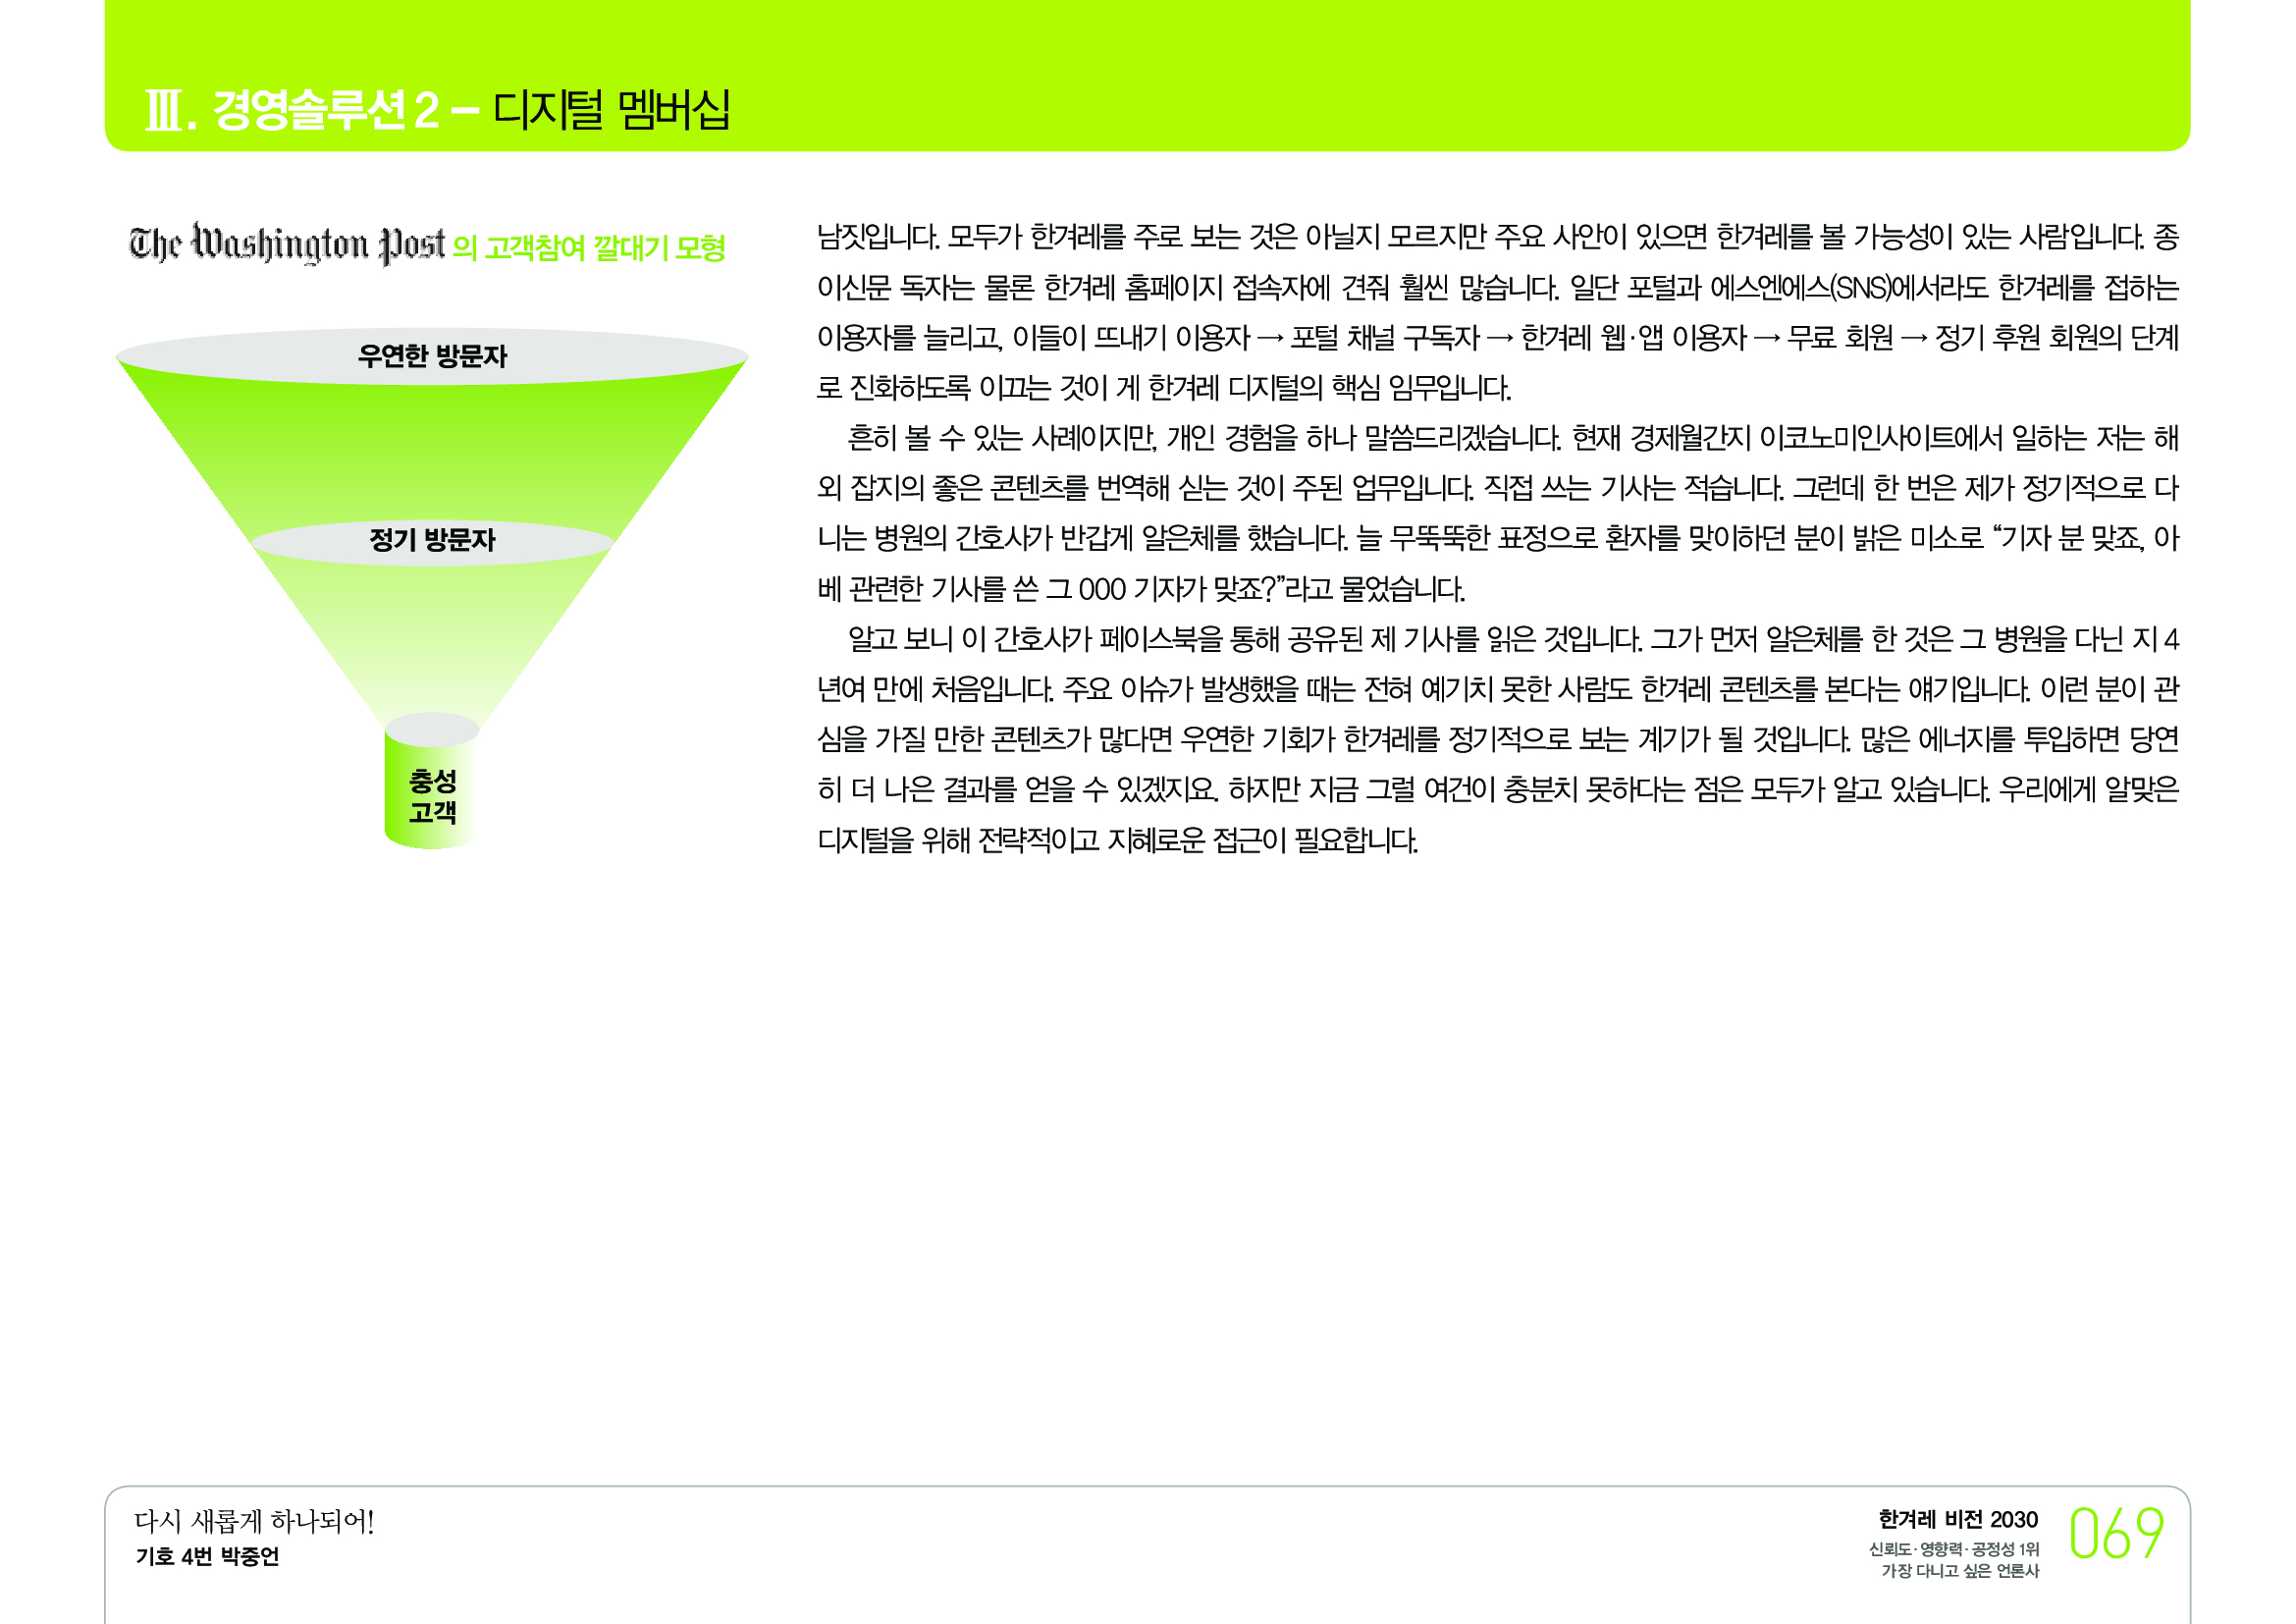 Ⅲ. 경영솔루션 2 – 디지털 멤버십
The Washington Post 의 고객참여 깔대기 모형
우연한 방문자
정기 방문자
충성
고객
남짓입니다. 모두가 한겨레를 주로 보는 것은 아닐지 모르지만 주요 사안이 있으면 한겨레를 볼 가능성이 있는 사람입니다. 종
이신문 독자는 물론 한겨레 홈페이지 접속자에 견줘 훨씬 많습니다. 일단 포털과 에스엔에스(SNS)에서라도 한겨레를 접하는
이용자를 늘리고, 이들이 뜨내기 이용자 → 포털 채널 구독자 → 한겨레 웹·앱 이용자 → 무료 회원 → 정기 후원 회원의 단계
로 진화하도록 이끄는 것이 게 한겨레 디지털의 핵심 임무입니다.
흔히 볼 수 있는 사례이지만, 개인 경험을 하나 말씀드리겠습니다. 현재 경제월간지 이코노미인사이트에서 일하는 저는 해
외 잡지의 좋은 콘텐츠를 번역해 싣는 것이 주된 업무입니다. 직접 쓰는 기사는 적습니다. 그런데 한 번은 제가 정기적으로 다
니는 병원의 간호사가 반갑게 알은체를 했습니다. 늘 무뚝뚝한 표정으로 환자를 맞이하던 분이 밝은 미소로 “기자 분 맞죠, 아
베 관련한 기사를 쓴 그 000 기자가 맞죠?”라고 물었습니다.
알고 보니 이 간호사가 페이스북을 통해 공유된 제 기사를 읽은 것입니다. 그가 먼저 알은체를 한 것은 그 병원을 다닌 지 4
년여 만에 처음입니다. 주요 이슈가 발생했을 때는 전혀 예기치 못한 사람도 한겨레 콘텐츠를 본다는 얘기입니다. 이런 분이 관
심을 가질 만한 콘텐츠가 많다면 우연한 기회가 한겨레를 정기적으로 보는 계기가 될 것입니다. 많은 에너지를 투입하면 당연
히 더 나은 결과를 얻을 수 있겠지요. 하지만 지금 그럴 여건이 충분치 못하다는 점은 모두가 알고 있습니다. 우리에게 알맞은
디지털을 위해 전략적이고 지혜로운 접근이 필요합니다.
다시 새롭게 하나되어!
기호 4번 박중언
한겨레 비전 2030
신뢰도·영향력·공정성 1위
가장 다니고 싶은 언론사
069